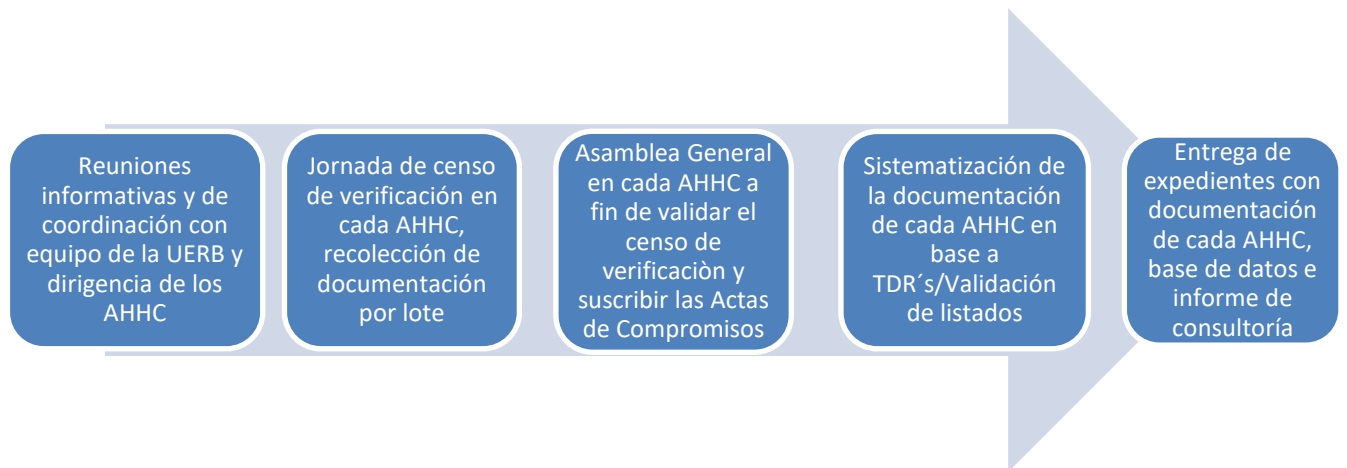 Reuniones
informativas y de
coordinación con
equipo de la UERB y
dirigencia de los
AHHC
Jornada de censo
de verificación en
cada AHHC,
recolección de
documentación
por lote
Asamblea General
en cada AHHC a
fin de validar el
censo de
verificaciòn y
suscribir las Actas
de Compromisos
Sistematización de
la documentación
de cada AHHC en
base a
TDR´s/Validación
de listados
Entrega de
expedientes con
documentación
de cada AHHC,
base de datos e
informe de
consultoría